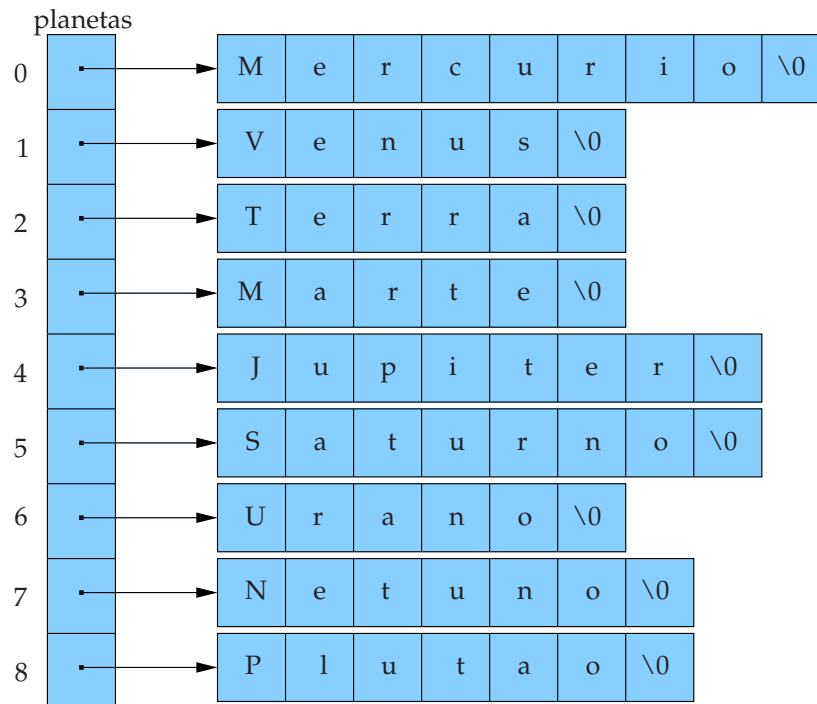 planetas
0 M e r c u r i o \0
1 V e n u s \0
2 T e r r a \0
3 M a r t e \0
4 J u p i t e r \0
5 S a t u r n o \0
6 U r a n o \0
7 N e t u n o \0
8 P l u t a o \0